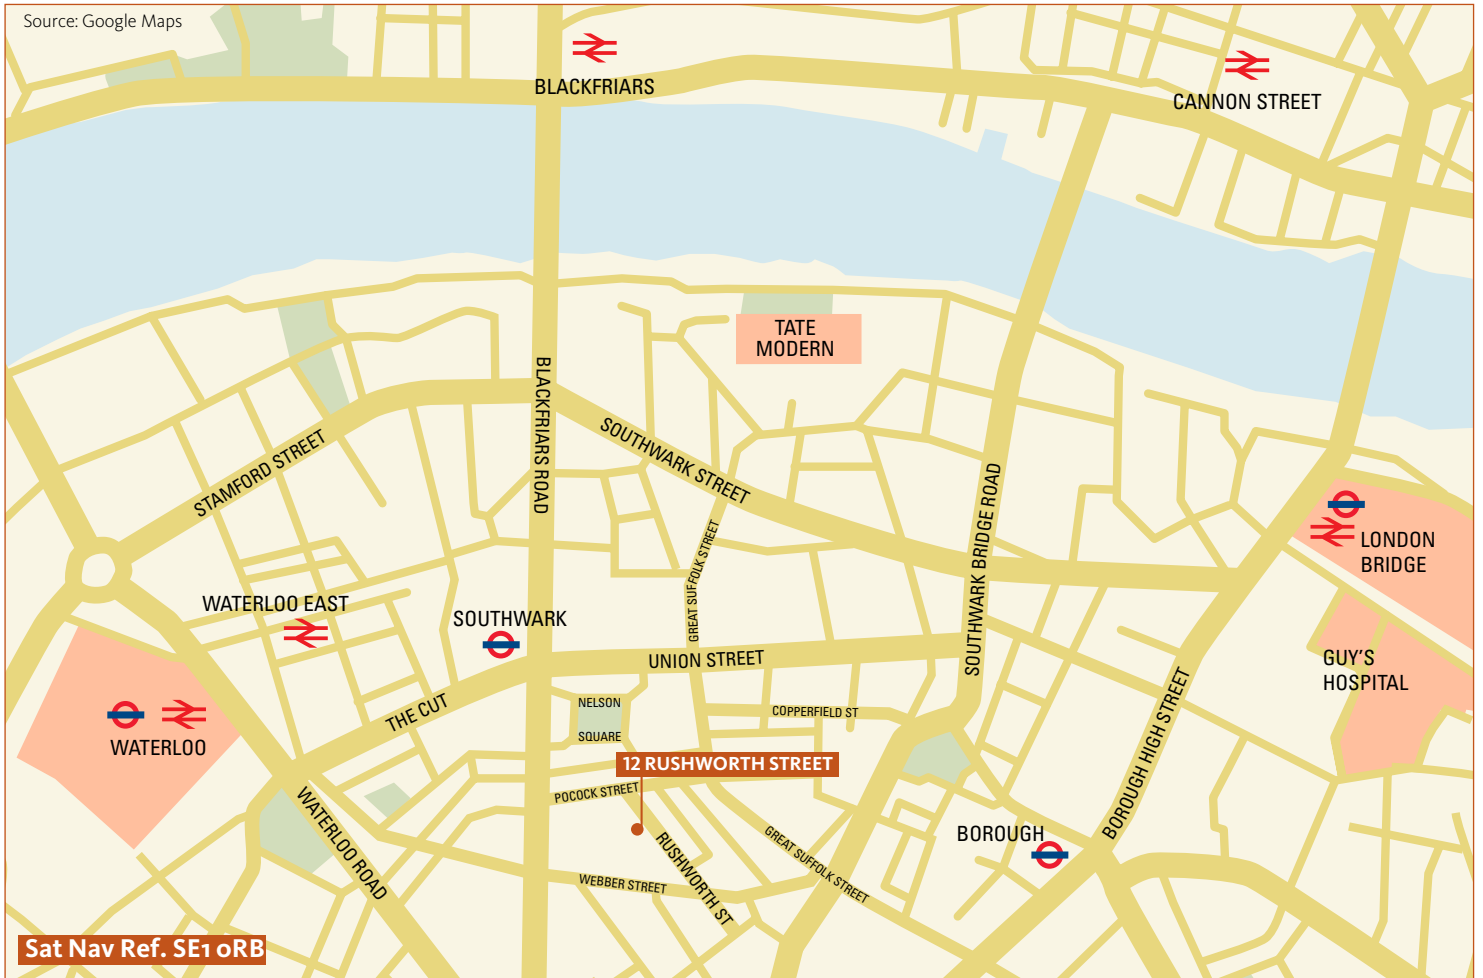 Source: Google Maps
BLACKFRIARS
CANNON STREET
TATE
MODERN
BLACKFRIARS ROAD
SOUTHWARK STREET
STAMFORD STREET
SOUTHWARK BRIDGE ROAD
LONDON
BRIDGE
GREAT SUFFOLK STREET
WATERLOO EAST
SOUTHWARK
UNION STREET
GUY'S
HOSPITAL
NELSON
SQUARE
COPPERFIELD ST
THE CUT
WATERLOO
BOROUGH HIGH STREET
12 RUSHWORTH STREET
POCOCK STREET
WATERLOO ROAD
RUSHWORTH ST
GREAT SUFFOLK STREET
BOROUGH
WEBBER STREET
Sat Nav Ref. SE1 0RB